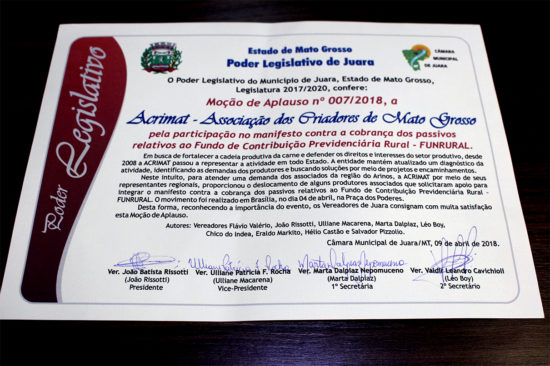 Estado de Mato Grosso
Poder Legislativo de Juara
CÂMARA
MUNICIPAL
DE JUARA
Poder Legislativo
O Poder Legislativo do Município de Juara, Estado de Mato Grosso,
Legislatura 2017/2020, confere:
Moção de Aplauso nº 007/2018, a
Acrimat - Associação dos Criadores de Mato Grosso
pela participação no manifesto contra a cobrança dos passivos
relativos ao Fundo de Contribuição Previdenciária Rural - FUNRURAL.
Em busca de fortalecer a cadeia produtiva da carne e defender os direitos e interesses do setor produtivo, desde
2008 a ACRIMAT passou a representar a atividade em todo Estado. A entidade mantém atualizado um diagnóstico da
atividade, identificando as demandas dos produtores e buscando soluções por meio de projetos e encaminhamentos.
Neste intuito, para atender uma demanda dos associados da região do Arinos, a ACRIMAT por meio de seus
representantes regionais, proporcionou o deslocamento de alguns produtores associados que solicitaram apoio para
integrar o manifesto contra a cobrança dos passivos relativos ao Fundo de Contribuição Previdenciária Rural -
FUNRURAL. O movimento foi realizado em Brasília, no dia 04 de abril, na Praça dos Poderes.
Desta forma, reconhecendo a importância do evento, os Vereadores de Juara consignam com muita satisfação
esta Moção de Aplauso.
Autores: Vereadores Flávio Valério, João Rissotti, Ulliane Macarena, Marta Dalpiaz, Léo Boy,
Chico do Indea, Eraldo Markito, Hélio Castão e Salvador Pizzolio.
Câmara Municipal de Juara/MT, 09 de abril de 2018.
Ver. João Batista Rissotti
(João Rissotti)
Presidente
Ver. Ulliane Patrícia F. Rocha
(Ulliane Macarena)
Vice-Presidente
Ver. Marta Dalpiaz Nepomuceno
(Marta Dalpiaz)
1ª Secretária
Ver. Valdir Leandro Cavichioli
(Léo Boy)
2º Secretário